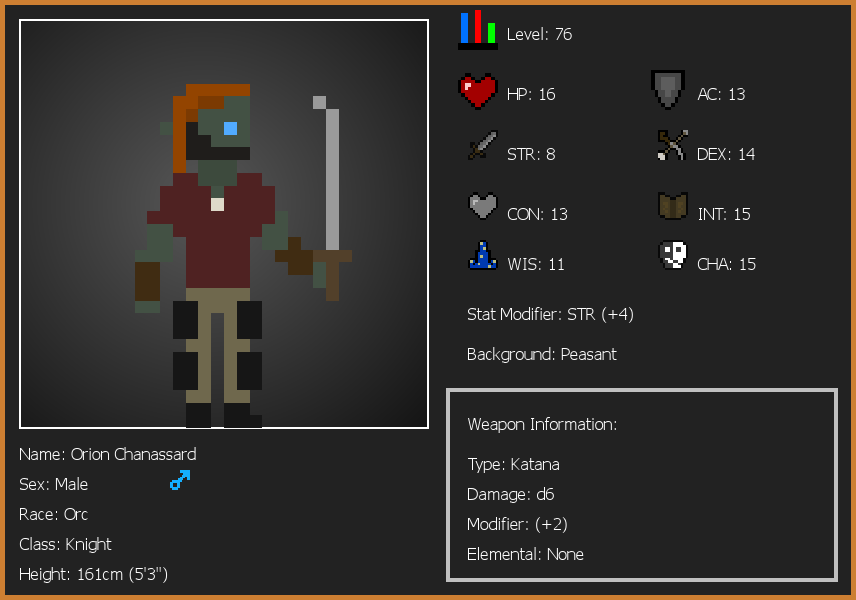 Level: 76
HP: 16
AC: 13
STR: 8
DEX: 14
CON: 13
INT: 15
WIS: 11
CHA: 15
Stat Modifier: STR (+4)
Background: Peasant
Weapon Information:
Type: Katana
Damage: d6
Modifier: (+2)
Elemental: None
Name: Orion Chanassard
Sex: Male
Race: Orc
Class: Knight
Height: 161cm (5'3")